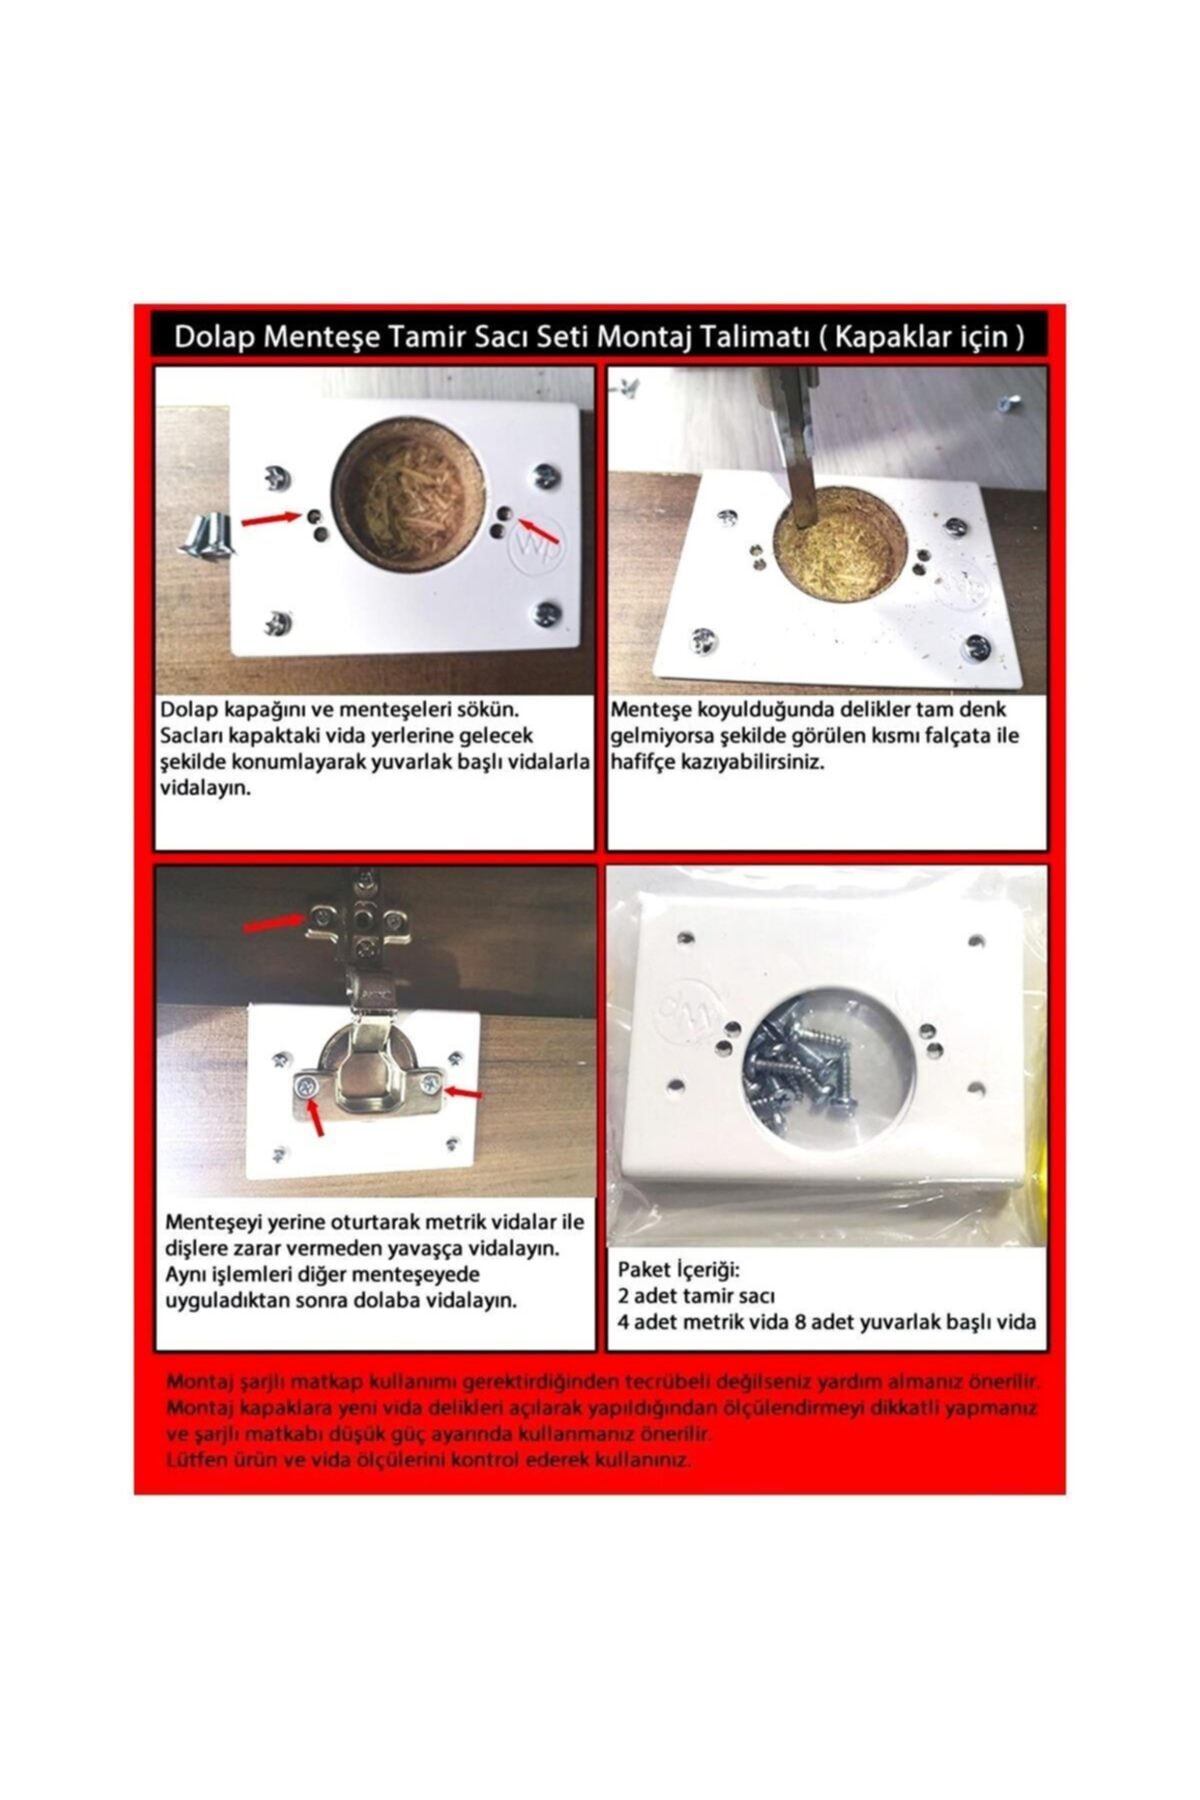 Dolap Menteşe Tamir Sacı Seti Montaj Talimatı ( Kapaklar için )
Dolap kapağını ve menteşeleri sökün.
Sacları kapaktaki vida yerlerine gelecek
şekilde konumlayarak yuvarlak başlı vidalarla
vidalayın.
Menteşe koyulduğunda delikler tam denk
gelmiyorsa şekilde görülen kısmı falçata ile
hafifçe kazıyabilirsiniz.
Menteşeyi yerine oturtarak metrik vidalar ile
dişlere zarar vermeden yavaşça vidalayın.
Aynı işlemleri diğer menteşeyede
uyguladıktan sonra dolaba vidalayın.
Paket İçeriği:
2 adet tamir sacı
4 adet metrik vida 8 adet yuvarlak başlı vida
Montaj şarjlı matkap kullanımı gerektirdiğinden tecrübeli değilseniz yardım almanız önerilir.
Montaj kapaklara yeni vida delikleri açılarak yapıldığından ölçülendirmeyi dikkatli yapmanız
ve şarjlı matkabı düşük güç ayarında kullanmanız önerilir.
Lütfen ürün ve vida ölçülerini kontrol ederek kullanınız.